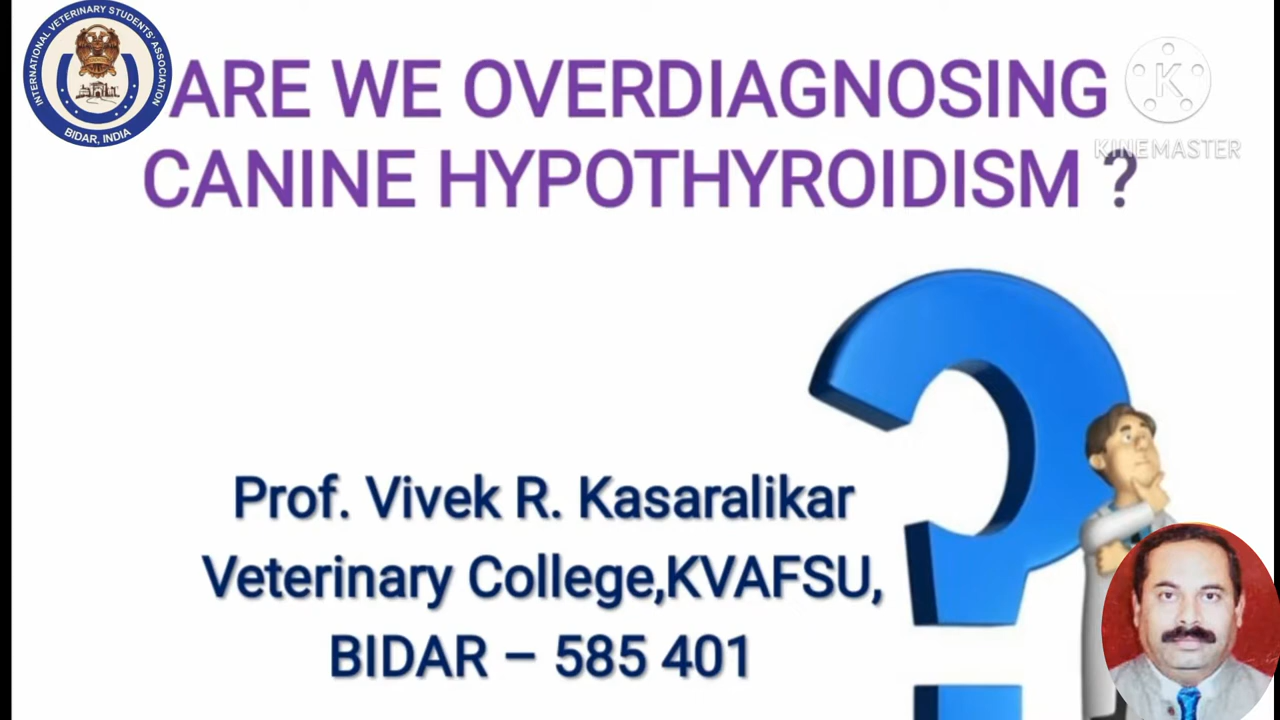 INTERNATIONAL VETERINARY STUDENTS' ASSOCIATION
BIDAR, INDIA
ARE WE OVERDIAGNOSING
CANINE HYPOTHYROIDISM ?
K
KINEMASTER
Prof. Vivek R. Kasaralikar
Veterinary College,KVAFSU,
BIDAR – 585 401